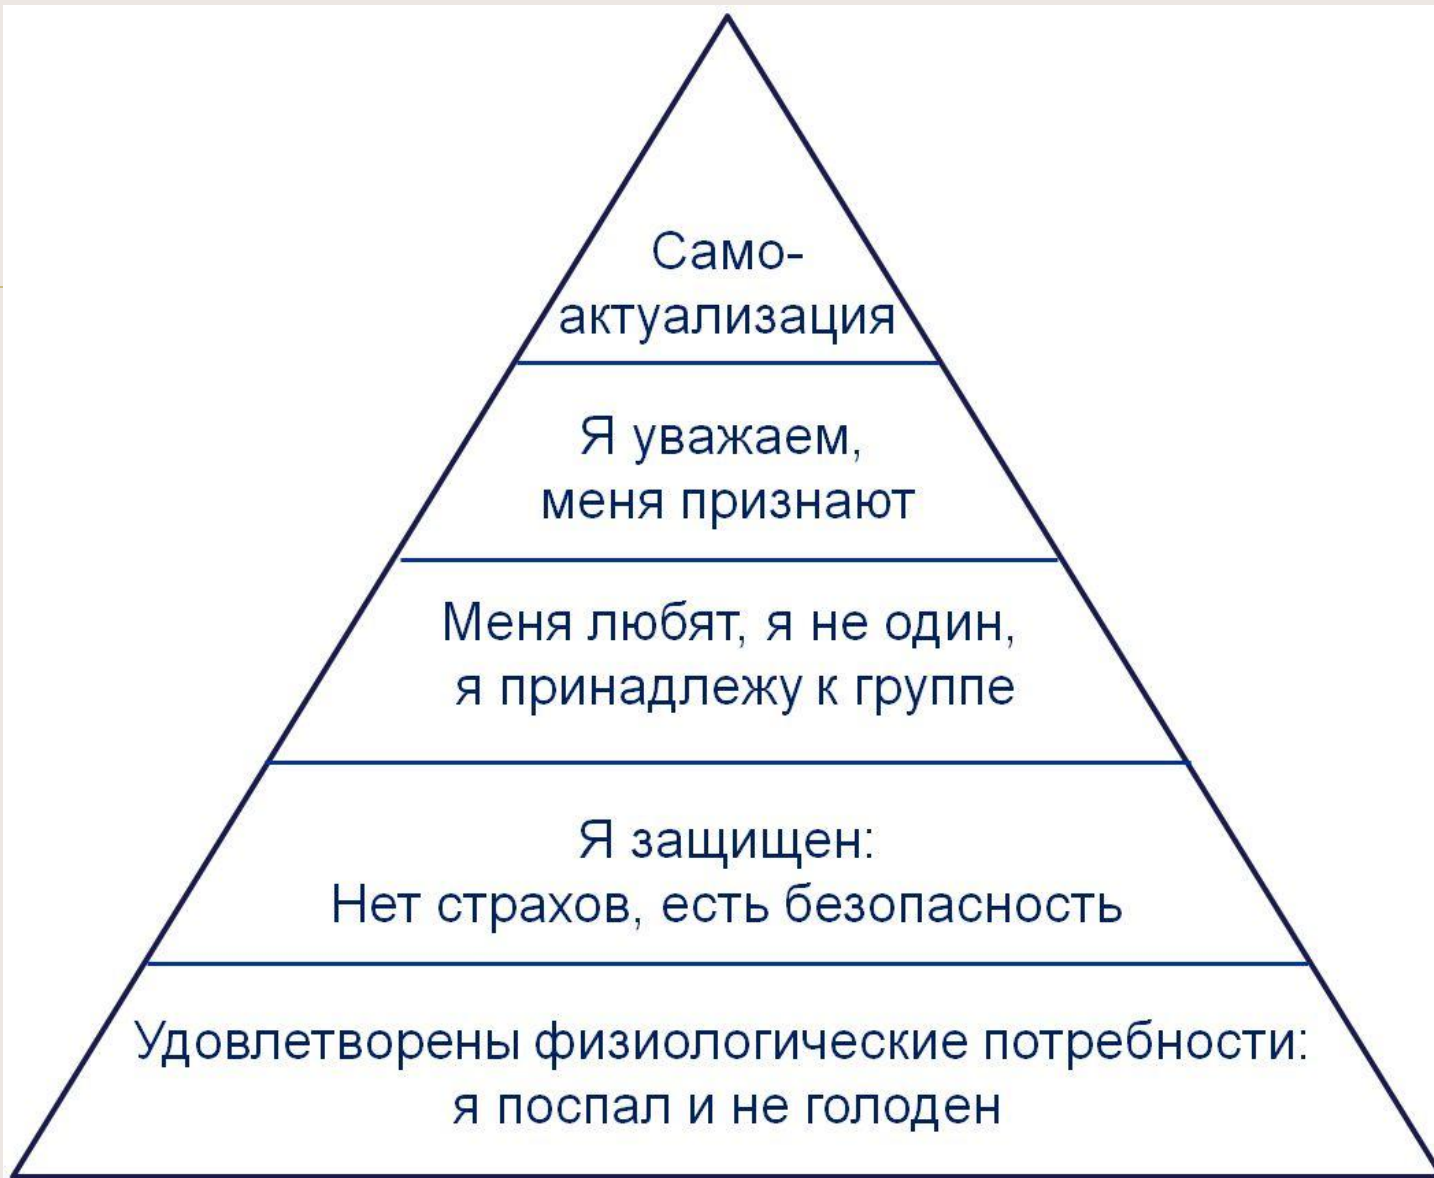 Само-
актуализация
Я уважаем,
меня признают
Меня любят, я не один,
я принадлежу к группе
Я защищен:
Нет страхов, есть безопасность
Удовлетворены физиологические потребности:
я поспал и не голоден